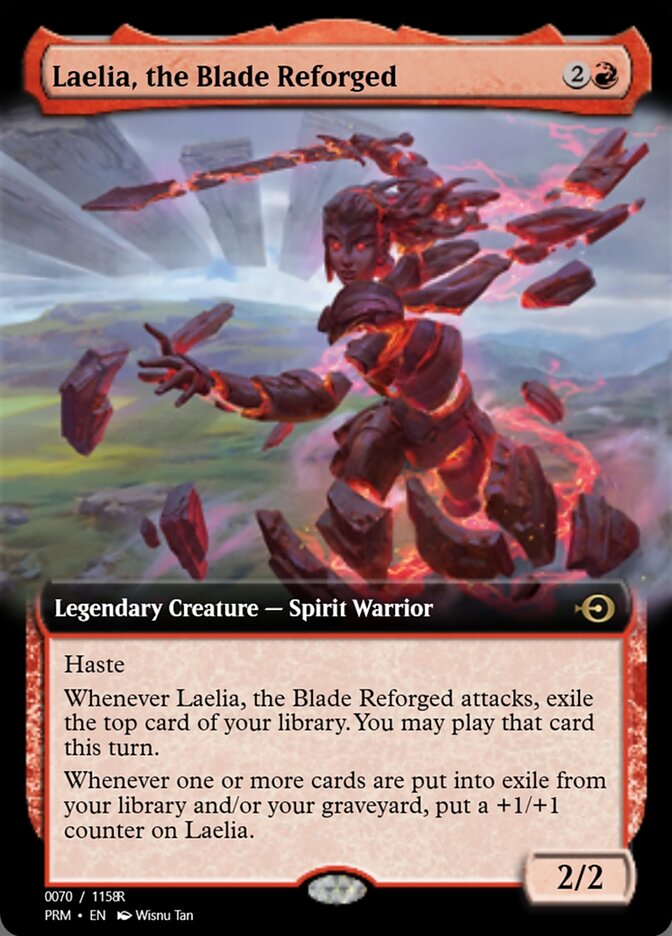 Laelia, the Blade Reforged 2
Legendary Creature — Spirit Warrior
Haste
Whenever Laelia, the Blade Reforged attacks, exile
the top card of your library. You may play that card
this turn.
Whenever one or more cards are put into exile from
your library and/or your graveyard, put a +1/+1
counter on Laelia.
2/2
0070 / 1158R
PRM • EN Wisnu Tan